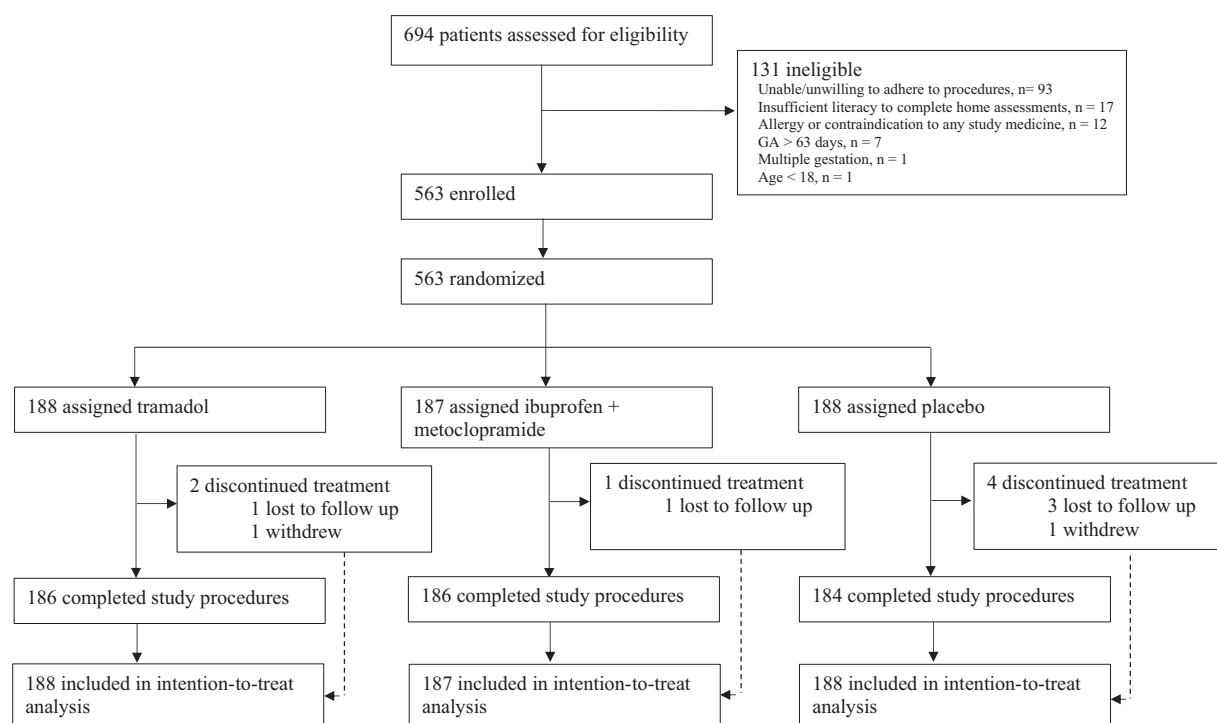 694 patients assessed for eligibility
131 ineligible
Unable/unwilling to adhere to procedures, n= 93
Insufficient literacy to complete home assessments, n = 17
Allergy or contraindication to any study medicine, n = 12
GA > 63 days, n = 7
Multiple gestation, n = 1
Age < 18, n = 1
563 enrolled
563 randomized
188 assigned tramadol
187 assigned ibuprofen +
metoclopramide
188 assigned placebo
2 discontinued treatment
1 lost to follow up
1 withdrew
1 discontinued treatment
1 lost to follow up
4 discontinued treatment
3 lost to follow up
1 withdrew
186 completed study procedures
186 completed study procedures
184 completed study procedures
188 included in intention-to-treat
analysis
187 included in intention-to-treat
analysis
188 included in intention-to-treat
analysis